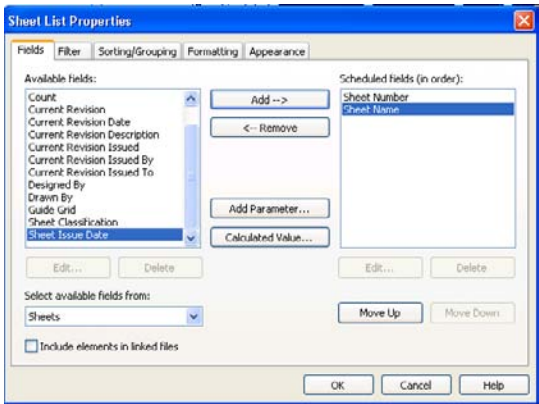 Sheet List Properties
Fields Filter Sorting/Grouping Formatting Appearance
Available fields:
Count
Current Revision
Current Revision Date
Current Revision Description
Current Revision Issued
Current Revision Issued By
Current Revision Issued To
Designed By
Drawn By
Guide Grid
Sheet Classification
Sheet Issue Date
Add -->
<-- Remove
Add Parameter...
Calculated Value...
Scheduled fields (in order):
Sheet Number
Sheet Name
Edit... Delete
Edit... Delete
Select available fields from:
Sheets
Move Up Move Down
Include elements in linked files
OK Cancel Help